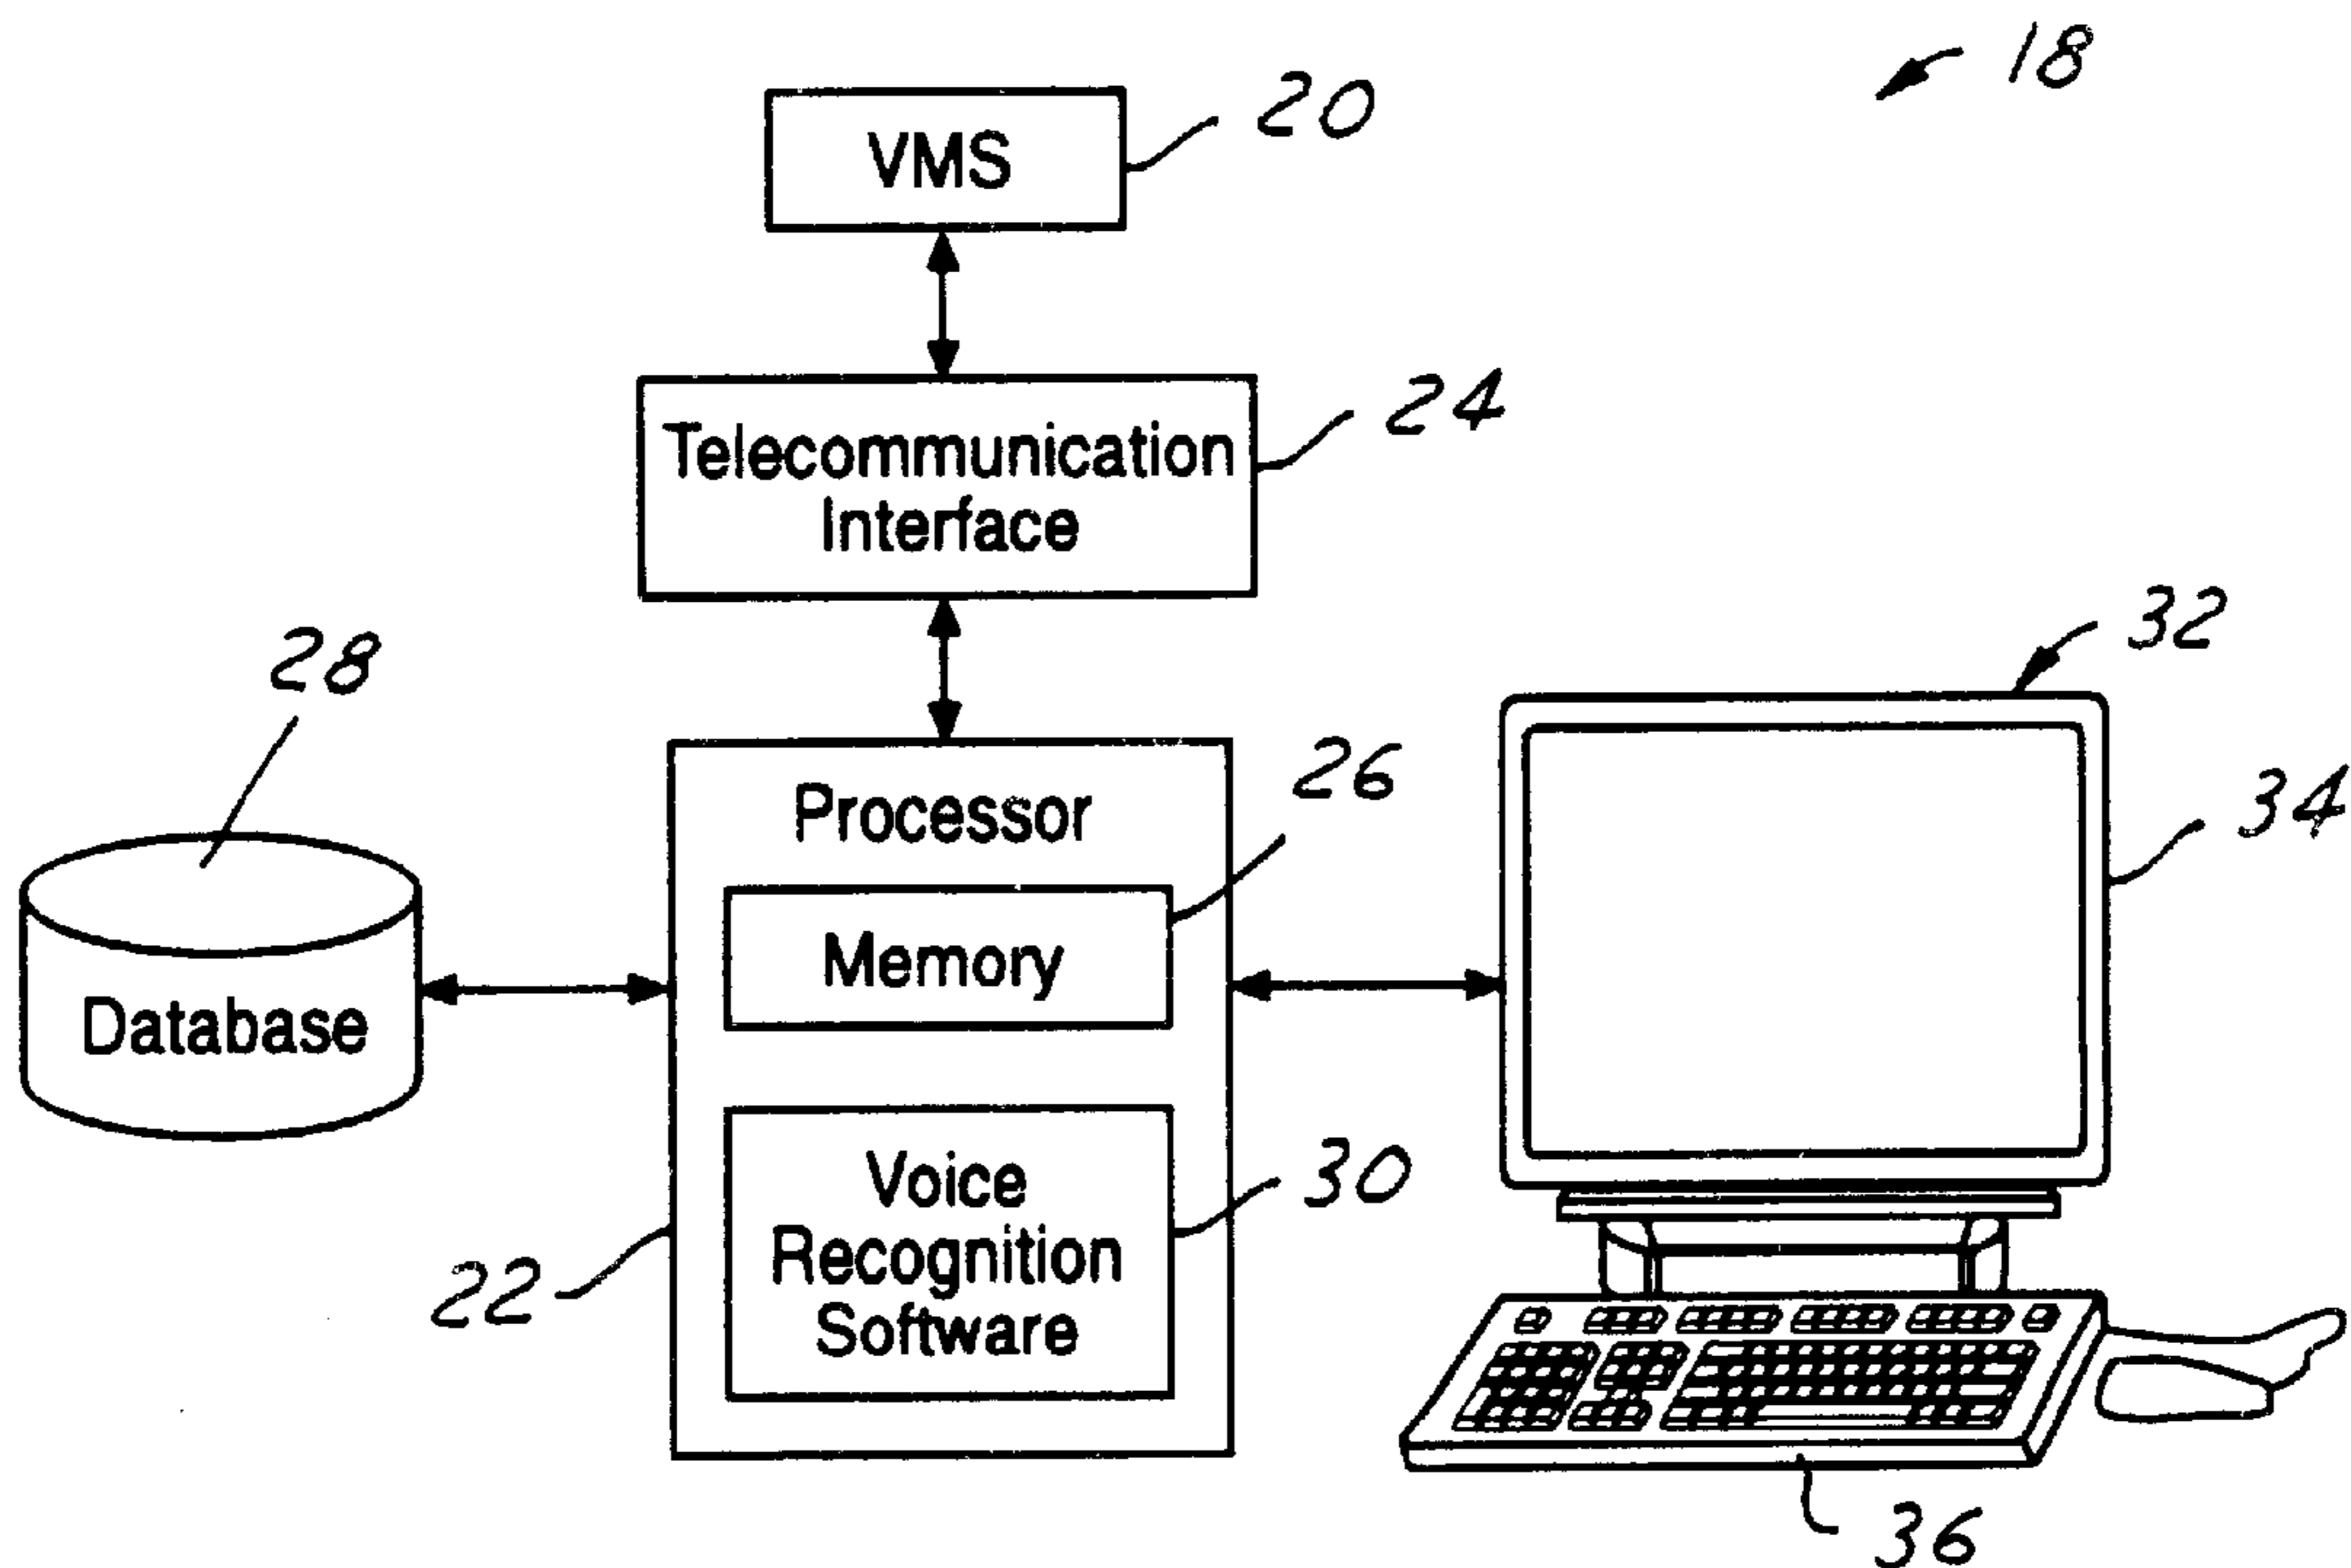 18
20
VMS
24
Telecommunication
Interface
28
32
34
26
Processor
Memory
Database
30
Voice
Recognition
Software
22
36